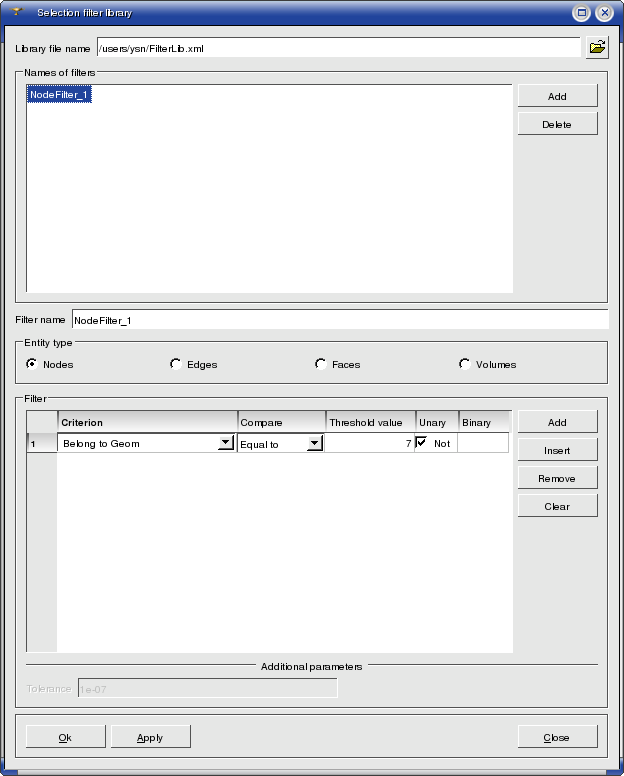 Selection filter library
Library file name /users/ysn/FilterLib.xml
Names of filters
NodeFilter_1
Add
Delete
Filter name NodeFilter_1
Entity type
Nodes Edges Faces Volumes
Filter
Criterion Compare Threshold value Unary Binary
1 Belong to Geom Equal to 7 Not
Add
Insert
Remove
Clear
Additional parameters
Tolerance 1e-07
Ok Apply Close